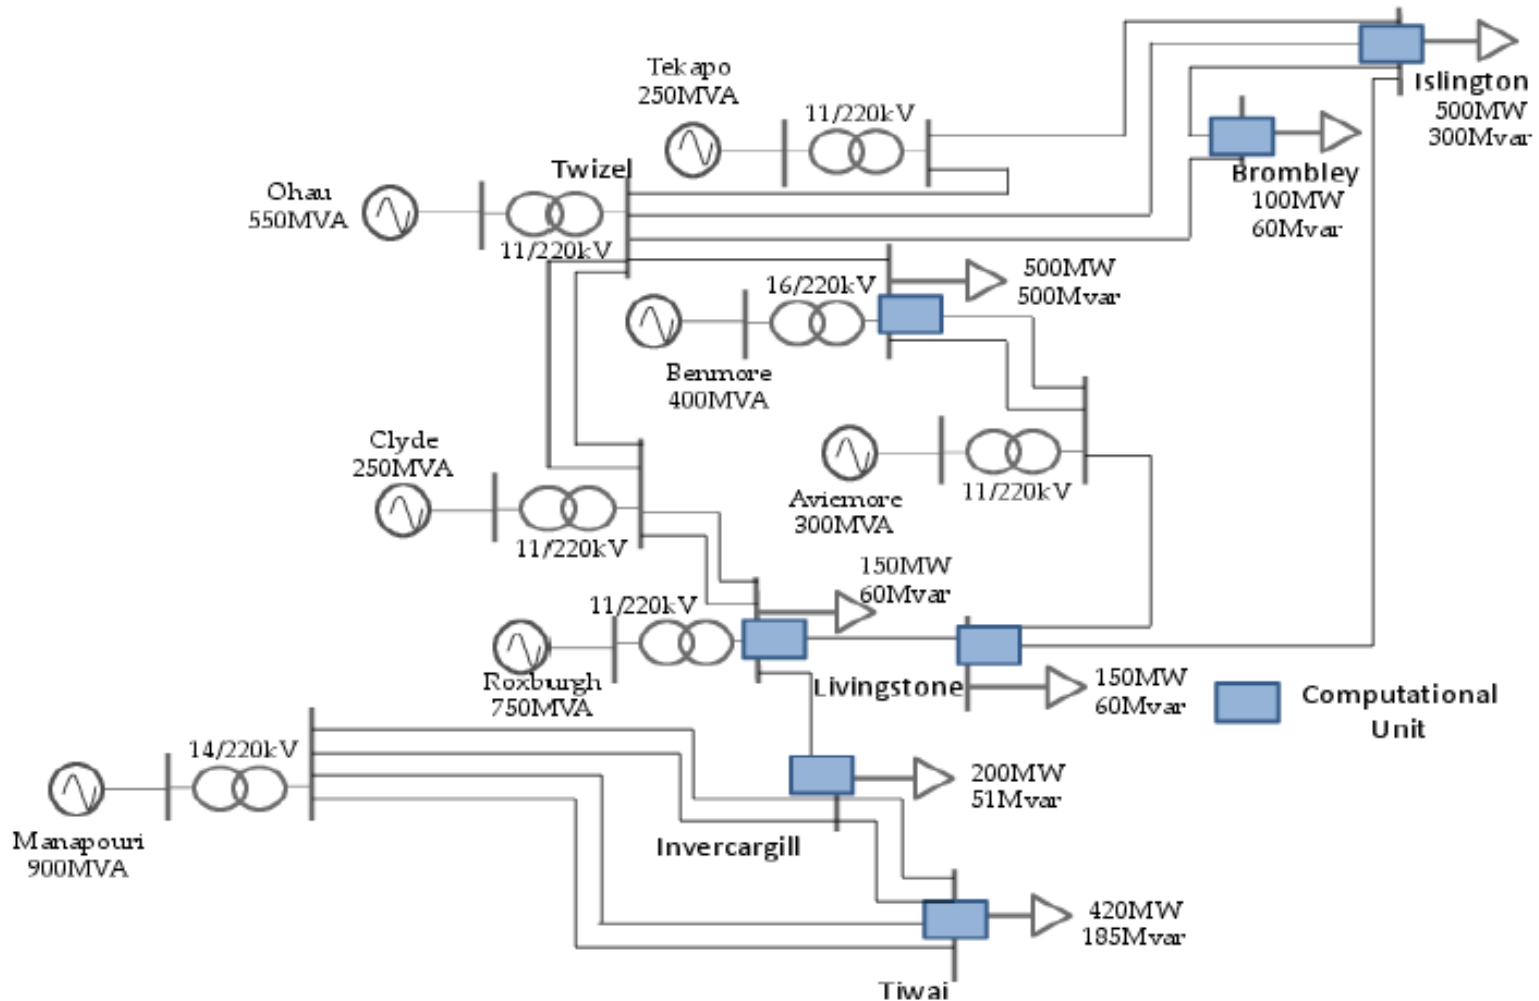 Tekapo
250MVA
11/220kV
Islington
500MW
300Mvar
Twizel
Brombley
100MW
60Mvar
Ohau
550MVA
11/220kV
500MW
500Mvar
16/220kV
Benmore
400MVA
Clyde
250MVA
11/220kV
Aviemore
300MVA
11/220kV
150MW
60Mvar
11/220kV
Roxburgh
750MVA
Livingstone
150MW
60Mvar
Computational
Unit
14/220kV
Manapouri
900MVA
200MW
51Mvar
Invercargill
420MW
185Mvar
Tiwai